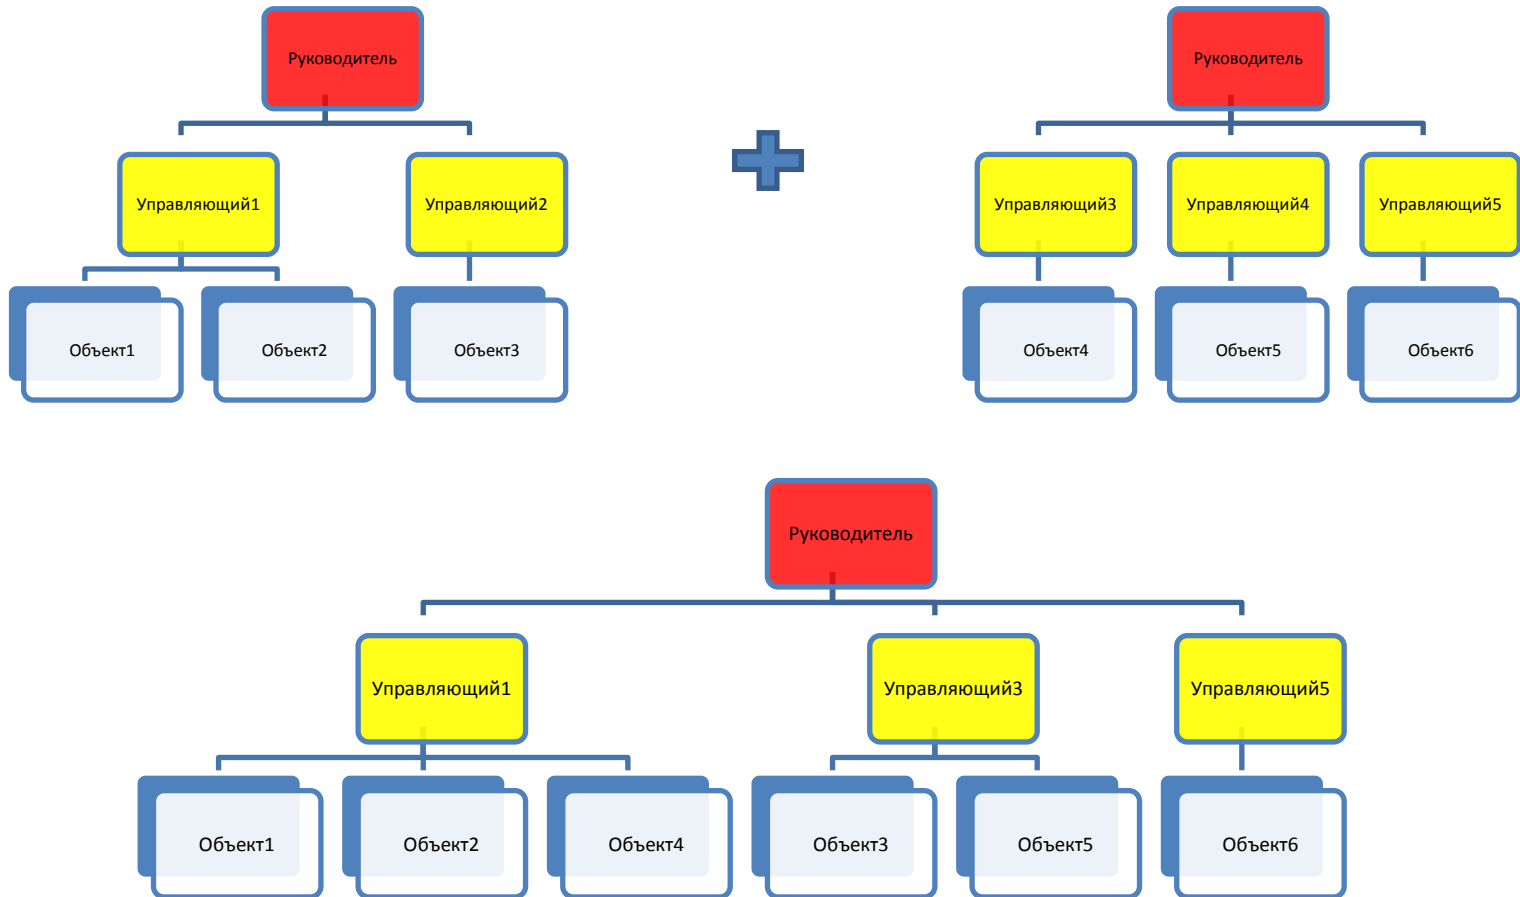 Руководитель
Руководитель
Управляющий1
Управляющий2
Управляющий3
Управляющий4
Управляющий5
Объект1
Объект2
Объект3
Объект4
Объект5
Объект6
Руководитель
Управляющий1
Управляющий3
Управляющий5
Объект1
Объект2
Объект4
Объект3
Объект5
Объект6